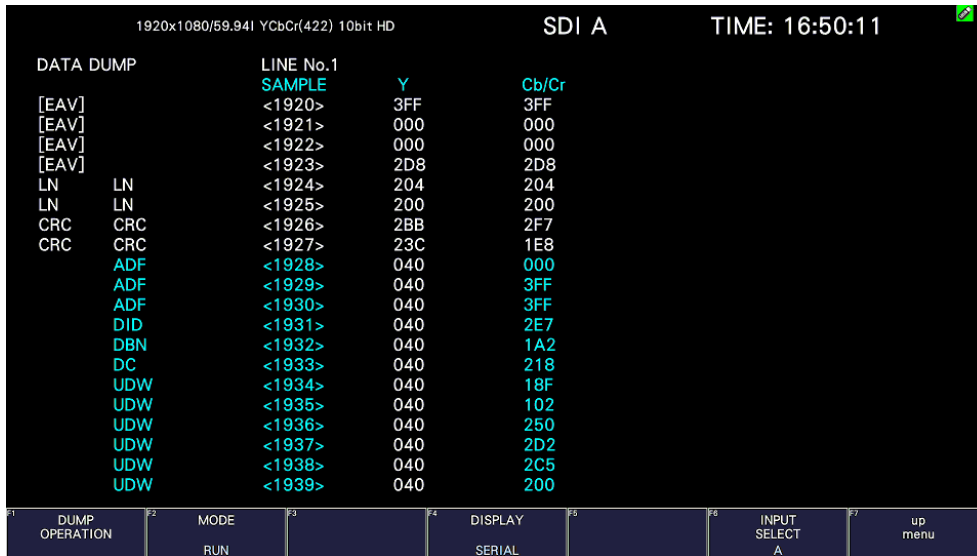 1920x1080/59.94I YCbCr(422) 10bit HD SDI A TIME: 16:50:11
DATA DUMP LINE No.1
SAMPLE Y Cb/Cr
[EAV] <1920> 3FF 3FF
[EAV] <1921> 000 000
[EAV] <1922> 000 000
[EAV] <1923> 2D8 2D8
LN LN <1924> 204 204
LN LN <1925> 200 200
CRC CRC <1926> 2BB 2F7
CRC CRC <1927> 23C 1E8
ADF <1928> 040 000
ADF <1929> 040 3FF
ADF <1930> 040 3FF
DID <1931> 040 2E7
DBN <1932> 040 1A2
DC <1933> 040 218
UDW <1934> 040 18F
UDW <1935> 040 102
UDW <1936> 040 250
UDW <1937> 040 2D2
UDW <1938> 040 2C5
UDW <1939> 040 200
F1 DUMP OPERATION
F2 MODE RUN
F3
F4 DISPLAY SERIAL
F5
F6 INPUT SELECT A
F7 up menu